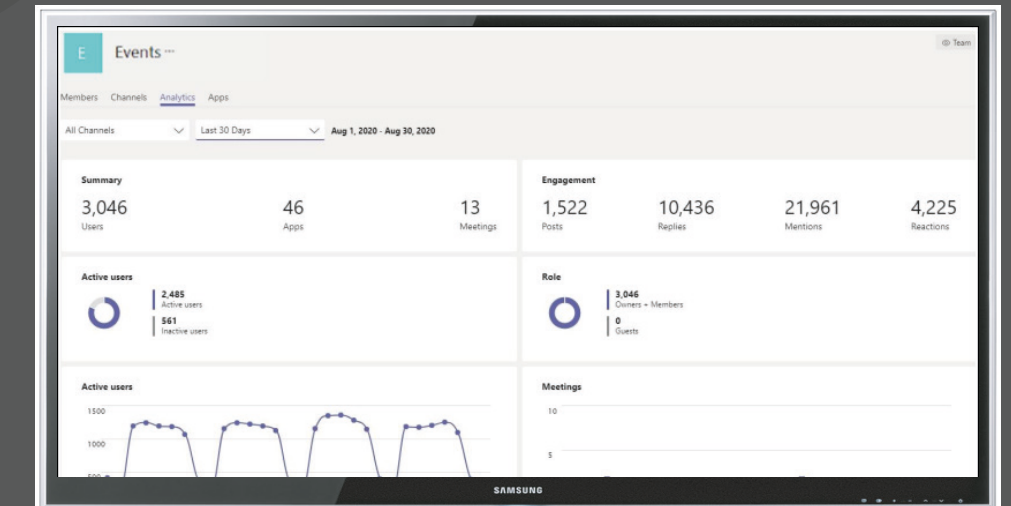 E
Events ...
Team
Members Channels Analytics Apps
All Channels Last 30 Days Aug 1, 2020 - Aug 30, 2020
Summary
3,046 46 13
Users Apps Meetings
Engagement
1,522 10,436 21,961 4,225
Posts Replies Mentions Reactions
Active users
2,485
Active users
561
Inactive users
Role
3,046
Owners + Members
0
Guests
Active users
1500
1000
500
Meetings
10
5
SAMSUNG